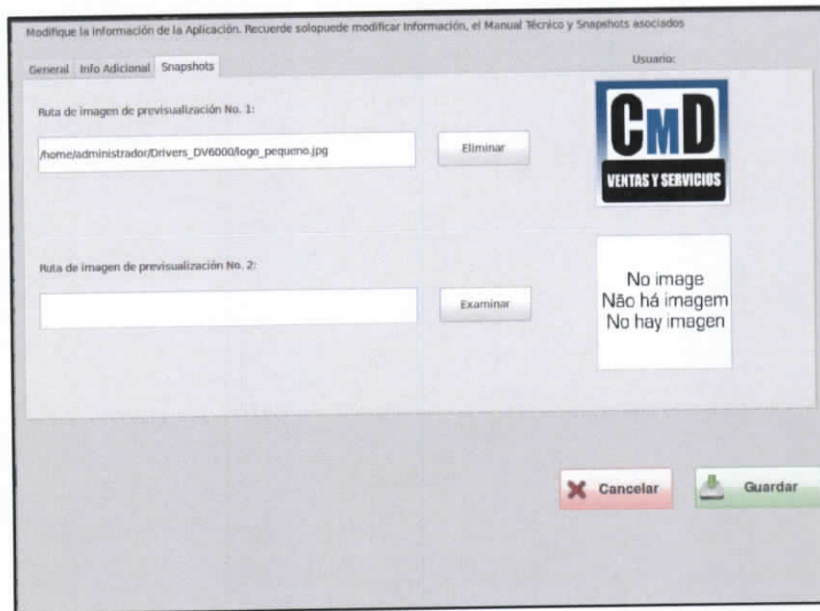 Modifique la información de la Aplicación. Recuerde solopuede modificar Información, el Manual Técnico y Snapshots asociados
Usuario:
General Info Adicional Snapshots
Ruta de imagen de previsualización No. 1:
/home/administrador/Drivers_DV6000/logo_pequeno.jpg
Eliminar
CMD
VENTAS Y SERVICIOS
Ruta de imagen de previsualización No. 2:
Examinar
No image
Não há imagem
No hay imagen
Cancelar
Guardar